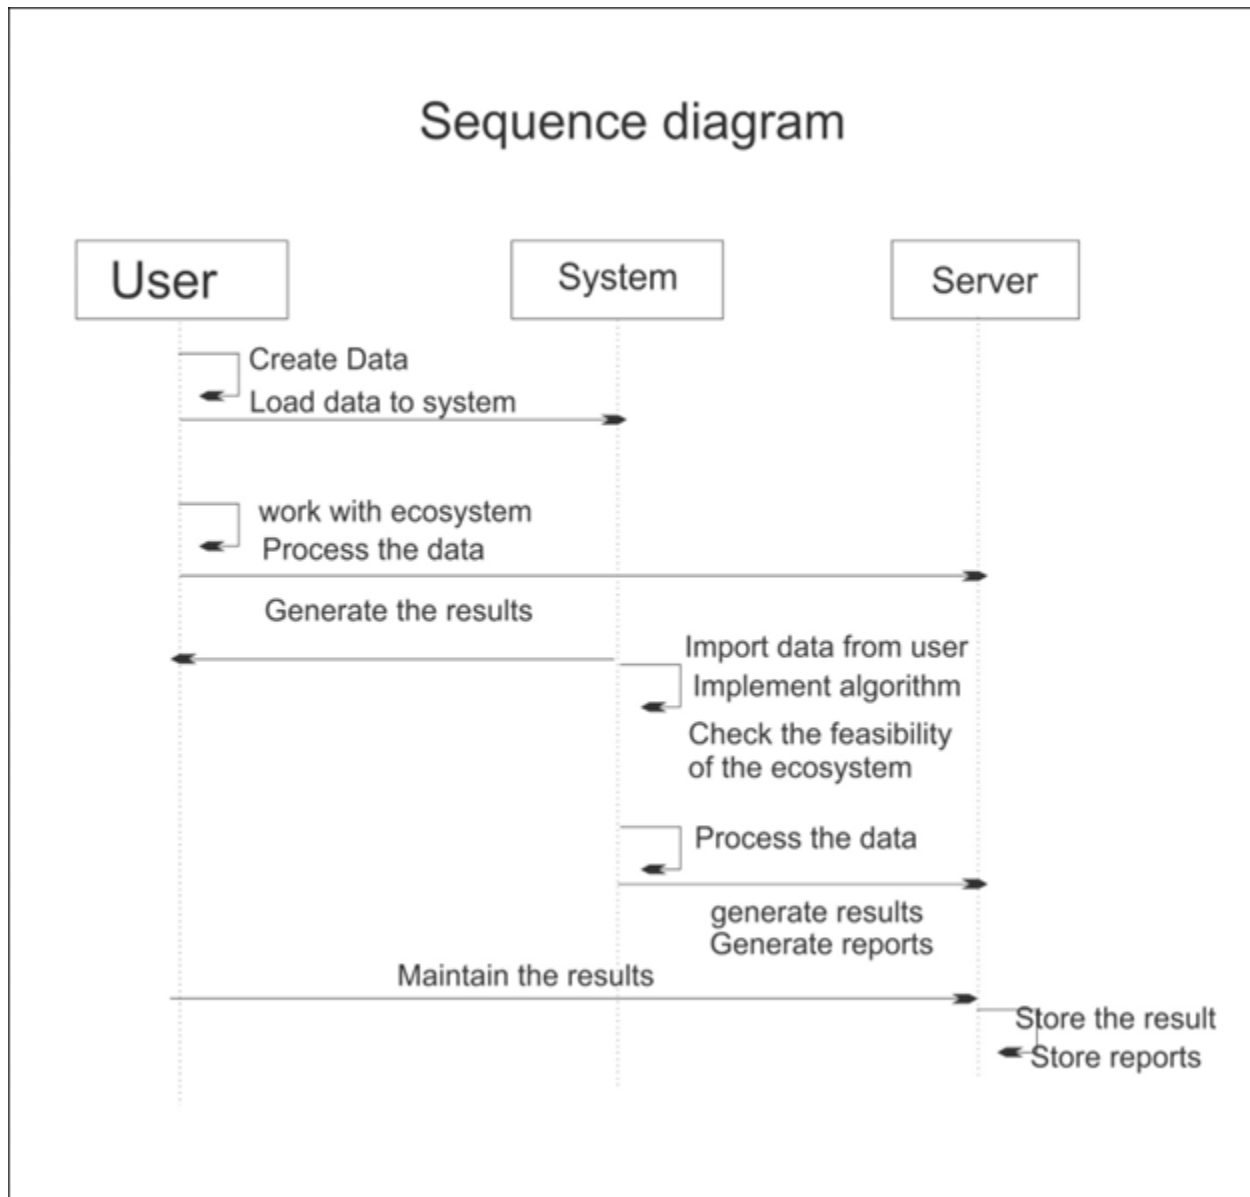 Sequence diagram
User
System
Server
Create Data
Load data to system
work with ecosystem
Process the data
Generate the results
Import data from user
Implement algorithm
Check the feasibility
of the ecosystem
Process the data
generate results
Generate reports
Maintain the results
Store the result
Store reports